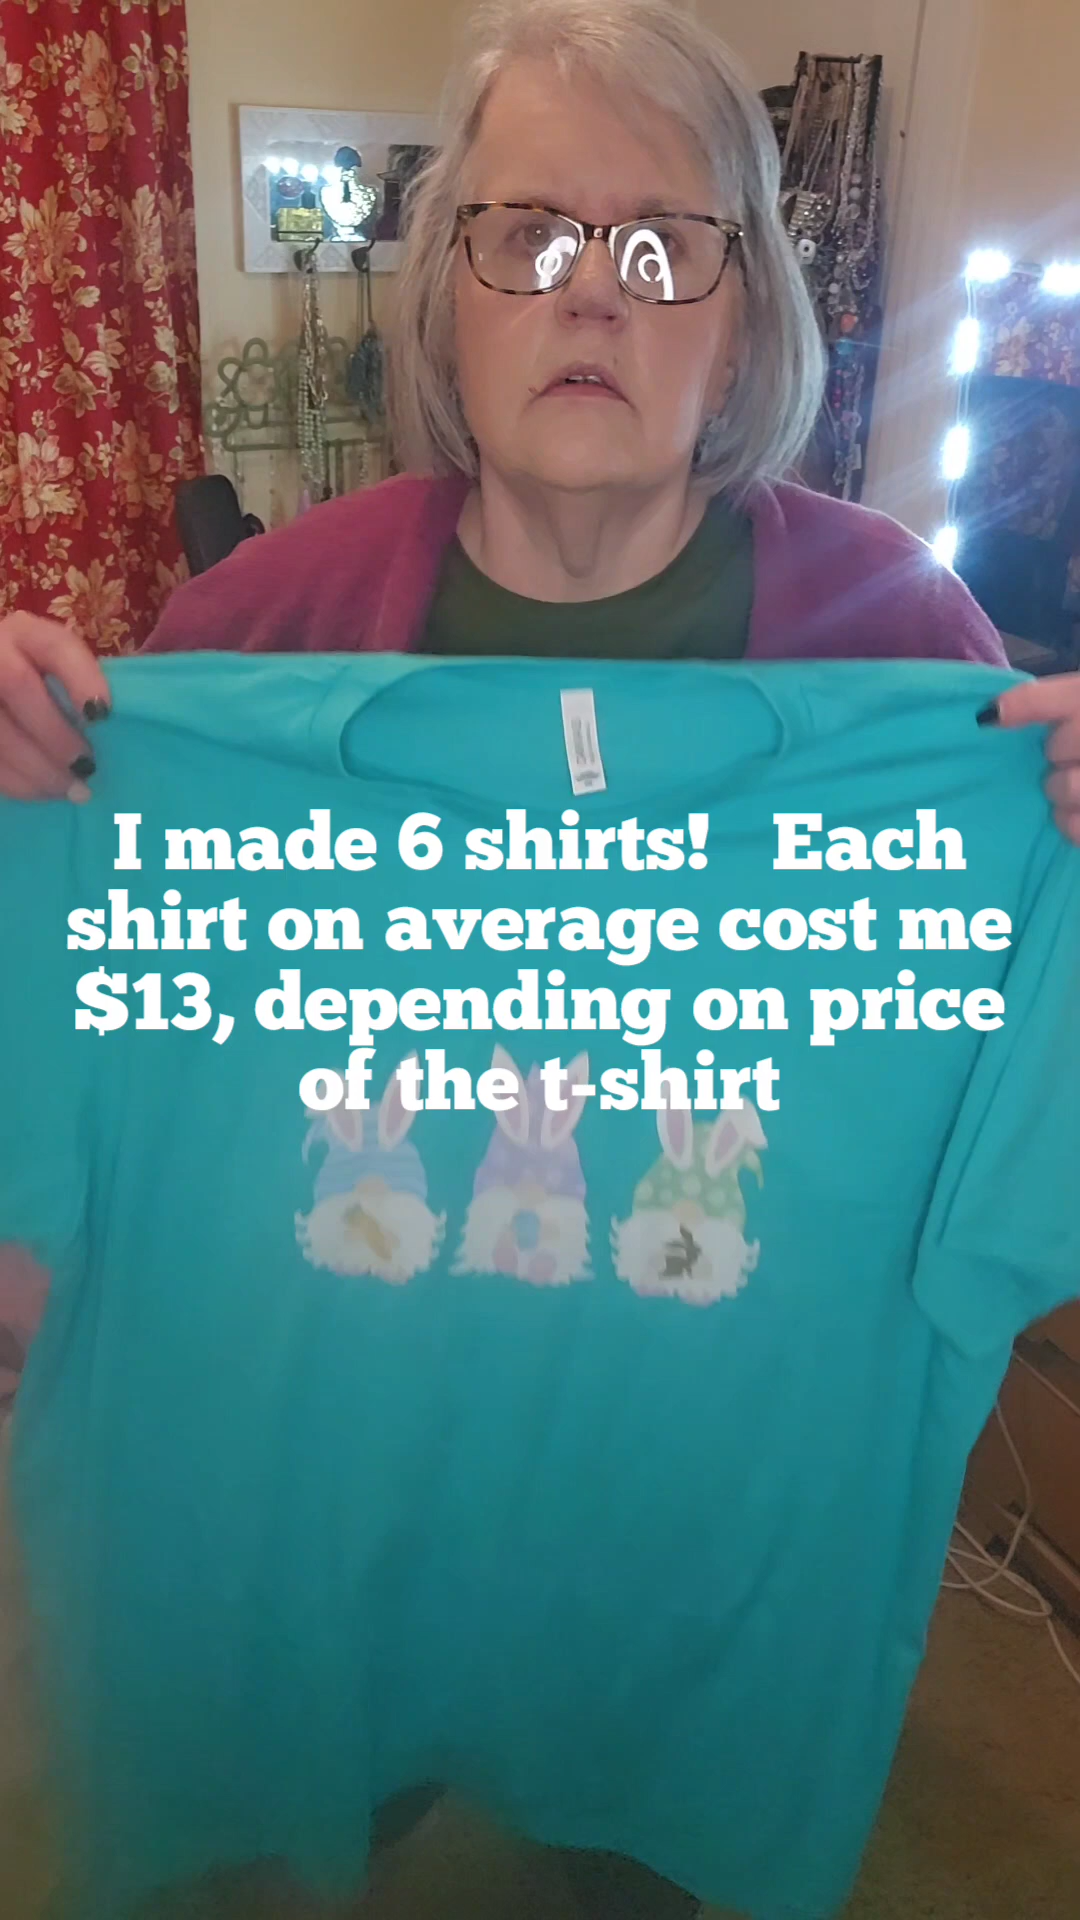 I made 6 shirts! Each
shirt on average cost me
$13, depending on price
of the t-shirt